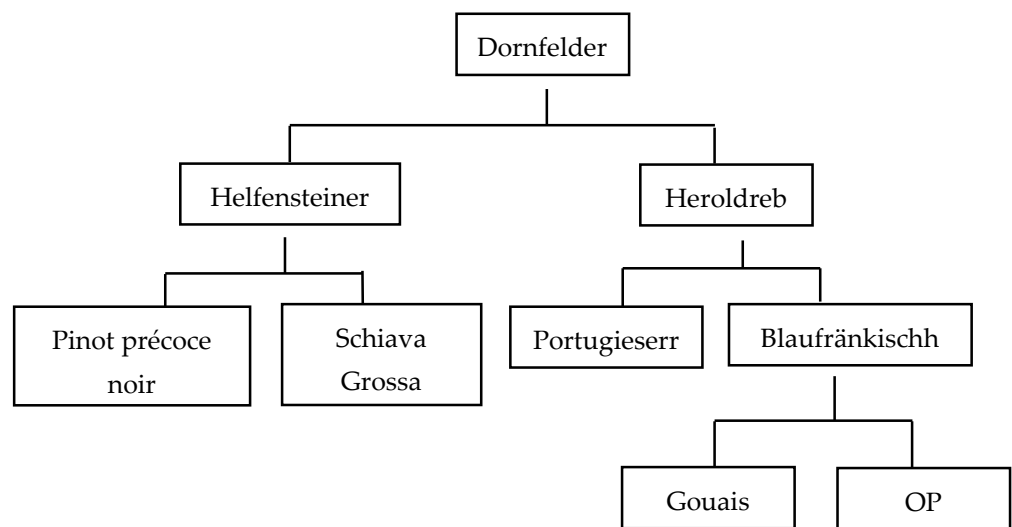 Dornfelder
Helfensteiner
Heroldreb
Pinot précoce
noir
Schiava
Grossa
Portugieserr
Blaufränkischh
Gouais
OP